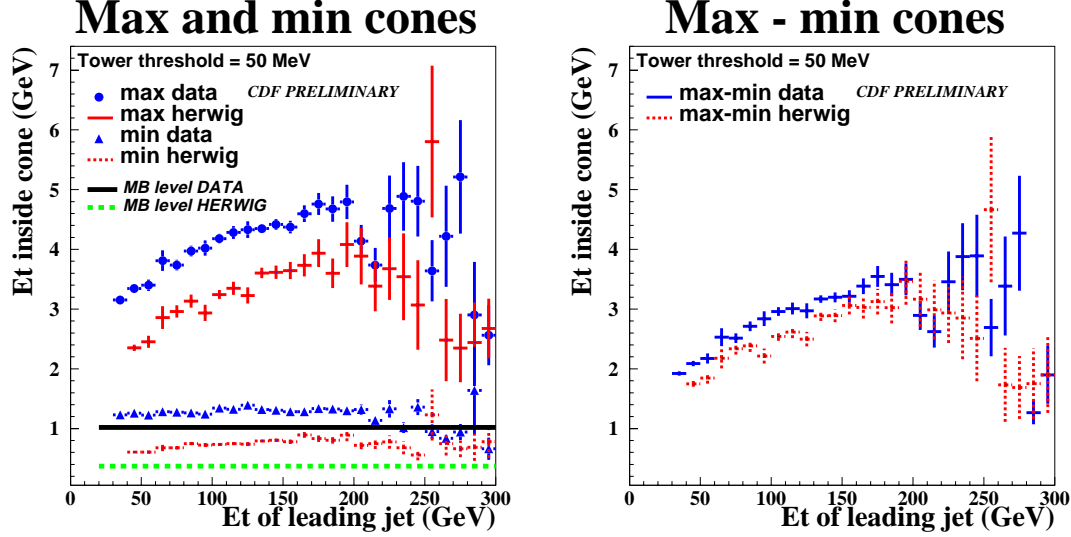 Max and min cones
Et inside cone (GeV)
7
6
5
4
3
2
1
Tower threshold = 50 MeV
max data
CDF PRELIMINARY
max herwig
min data
min herwig
MB level DATA
MB level HERWIG
0 50 100 150 200 250 300
Et of leading jet (GeV)
Max - min cones
Et inside cone (GeV)
7
6
5
4
3
2
1
Tower threshold = 50 MeV
max-min data
CDF PRELIMINARY
max-min herwig
0 50 100 150 200 250 300
Et of leading jet (GeV)